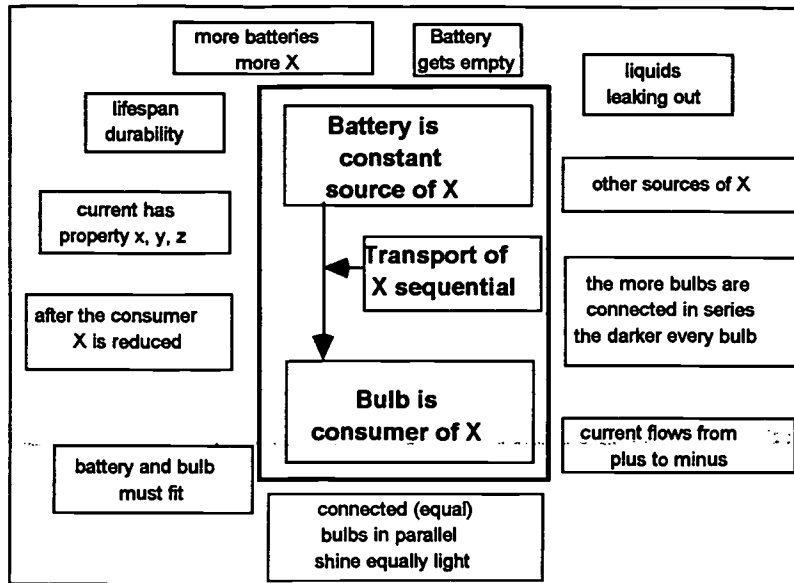 more batteries
more X
Battery
gets empty
liquids
leaking out
lifespan
durability
Battery is
constant
source of X
other sources of X
current has
property x, y, z
Transport of
X sequential
the more bulbs are
connected in series
the darker every bulb
after the consumer
X is reduced
Bulb is
consumer of X
current flows from
plus to minus
battery and bulb
must fit
connected (equal)
bulbs in parallel
shine equally light